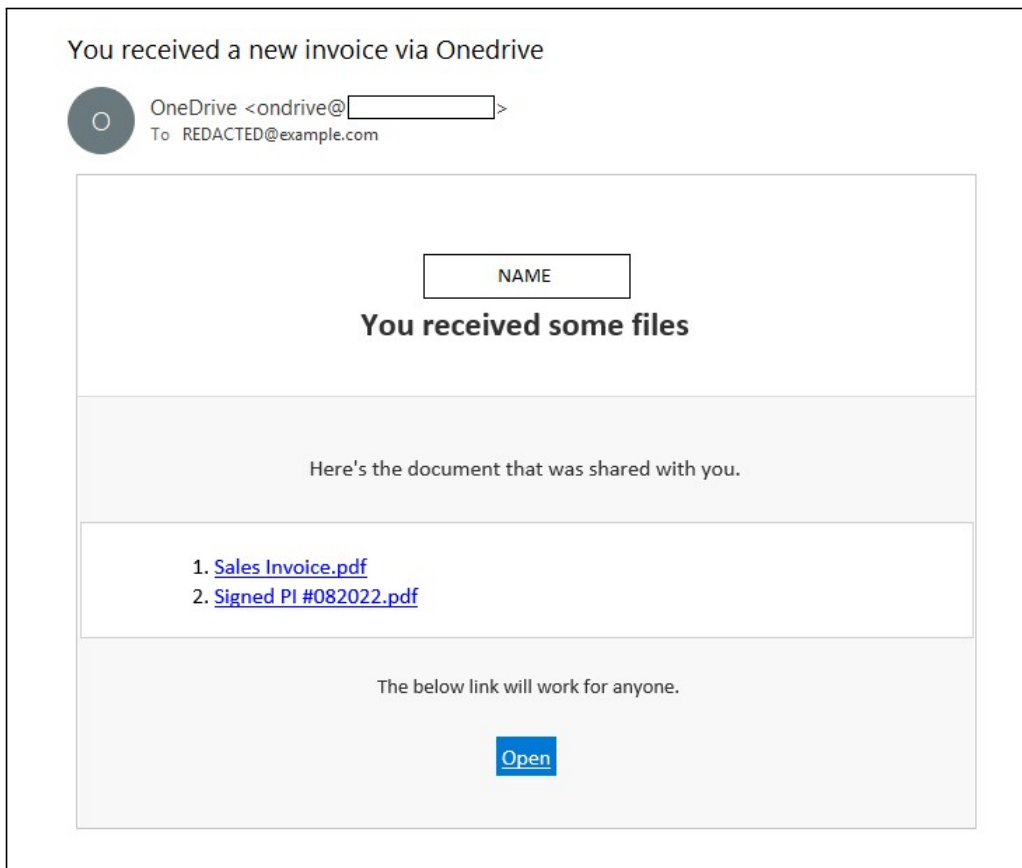 You received a new invoice via Onedrive
O
OneDrive <ondrive@ >
To REDACTED@example.com
NAME
You received some files
Here's the document that was shared with you.
1. Sales Invoice.pdf
2. Signed PI #082022.pdf
The below link will work for anyone.
Open